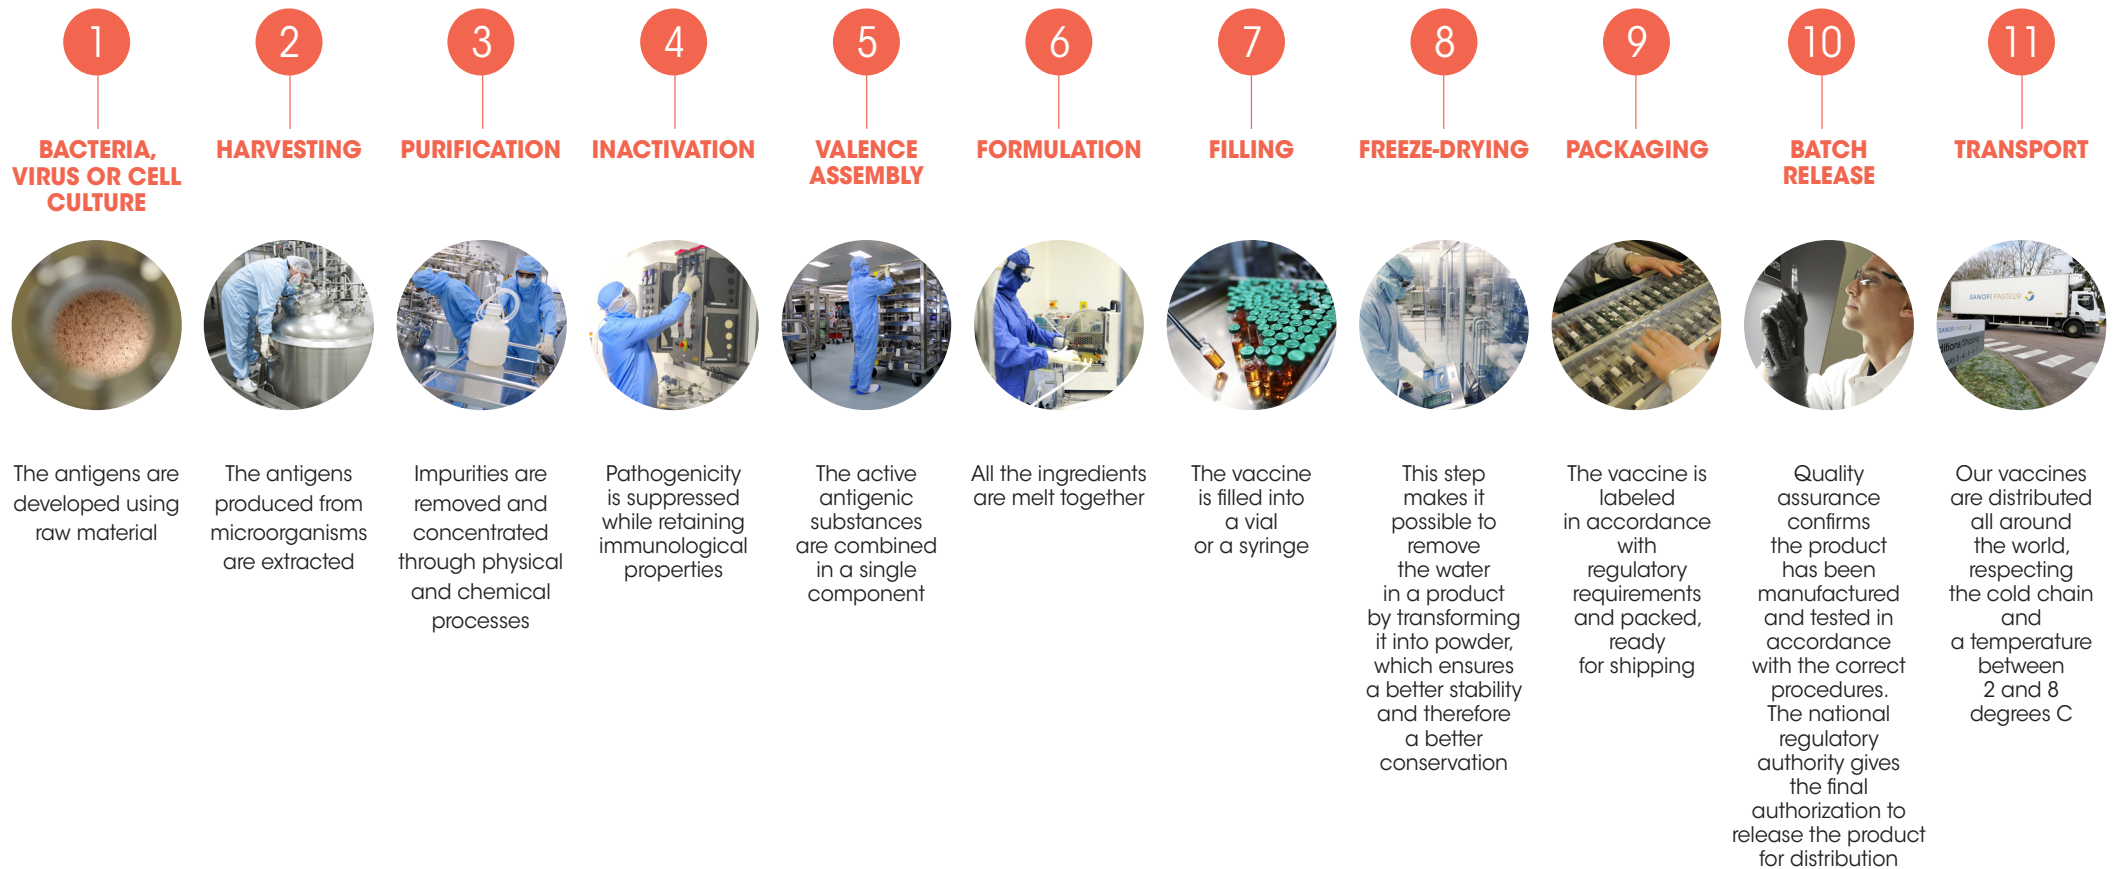 1
BACTERIA,
VIRUS OR CELL
CULTURE
The antigens are
developed using
raw material
2
HARVESTING
The antigens
produced from
microorganisms
are extracted
3
PURIFICATION
Impurities are
removed and
concentrated
through physical
and chemical
processes
4
INACTIVATION
Pathogenicity
is suppressed
while retaining
immunological
properties
5
VALENCE
ASSEMBLY
The active
antigenic
substances
are combined
in a single
component
6
FORMULATION
All the ingredients
are melt together
7
FILLING
The vaccine
is filled into
a vial
or a syringe
8
FREEZE-DRYING
This step
makes it
possible to
remove
the water
in a product
by transforming
it into powder,
which ensures
a better stability
and therefore
a better
conservation
9
PACKAGING
The vaccine is
labeled
in accordance
with
regulatory
requirements
and packed,
ready
for shipping
10
BATCH
RELEASE
Quality
assurance
confirms
the product
has been
manufactured
and tested in
accordance
with the correct
procedures.
The national
regulatory
authority gives
the final
authorization to
release the product
for distribution
11
TRANSPORT
SANOFI PASTEUR
SANOFI PASTEUR
Our vaccines
are distributed
all around
the world,
respecting
the cold chain
and
a temperature
between
2 and 8
degrees C